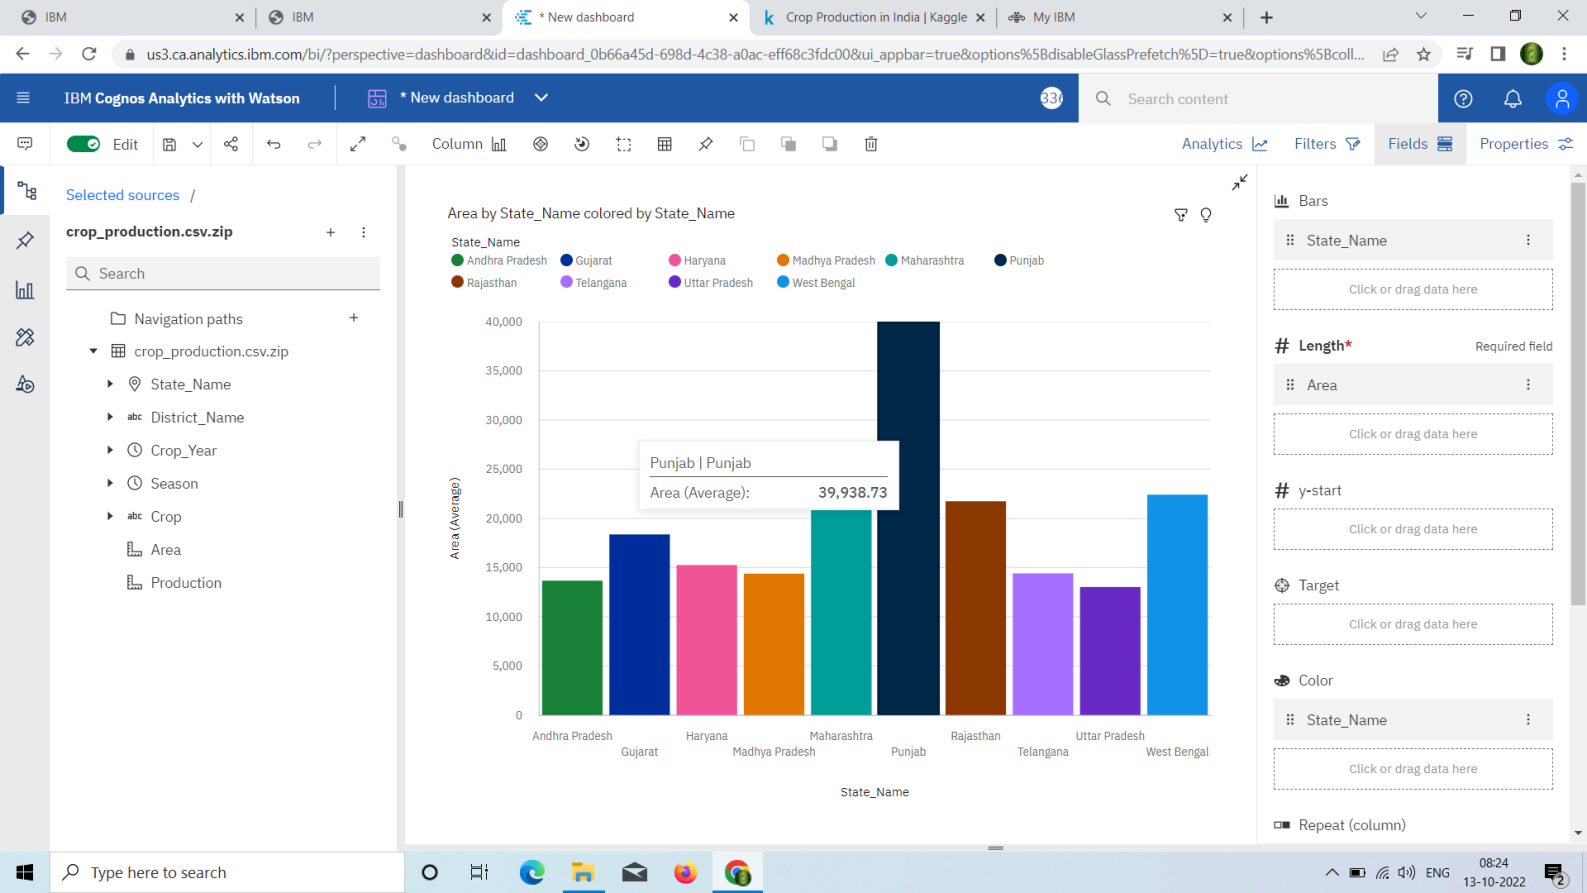 IBM
IBM
* New dashboard
Crop Production in India | Kaggle
My IBM
us3.ca.analytics.ibm.com/bi/?perspective=dashboard&id=dashboard_0b66a45d-698d-4c38-a0ac-eff68c3fdc00&ui_appbar=true&options%5BdisableGlassPrefetch%5D=true&options%5Bcoll...
IBM Cognos Analytics with Watson
* New dashboard
336
Search content
Edit
Column
Analytics
Filters
Fields
Properties
Selected sources /
crop_production.csv.zip
Search
Navigation paths
crop_production.csv.zip
State_Name
abc District_Name
Crop_Year
Season
abc Crop
Area
Production
Area by State_Name colored by State_Name
State_Name
Andhra Pradesh
Gujarat
Haryana
Madhya Pradesh
Maharashtra
Punjab
Rajasthan
Telangana
Uttar Pradesh
West Bengal
40,000
35,000
30,000
25,000
20,000
15,000
10,000
5,000
0
Area (Average)
Punjab | Punjab
Area (Average): 39,938.73
Andhra Pradesh
Gujarat
Haryana
Madhya Pradesh
Maharashtra
Punjab
Rajasthan
Telangana
Uttar Pradesh
West Bengal
State_Name
Bars
State_Name
Click or drag data here
# Length*
Required field
Area
Click or drag data here
# y-start
Click or drag data here
Target
Click or drag data here
Color
State_Name
Click or drag data here
Repeat (column)
Type here to search
ENG
08:24
13-10-2022
2